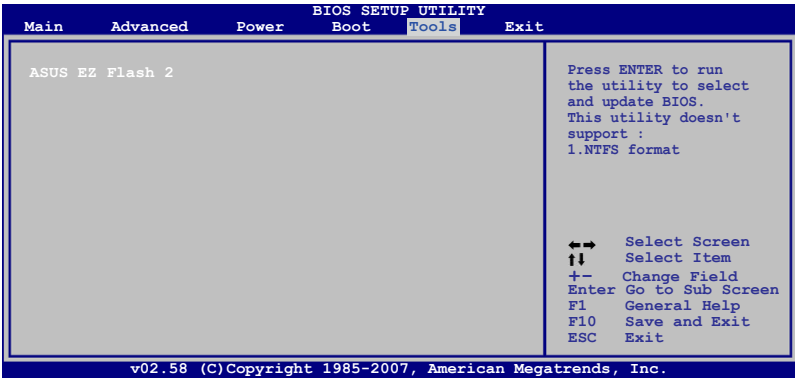 BIOS SETUP UTILITY
Main Advanced Power Boot Tools Exit
ASUS EZ Flash 2
Press ENTER to run
the utility to select
and update BIOS.
This utility doesn't
support :
1.NTFS format
←→ Select Screen
↑↓ Select Item
+- Change Field
Enter Go to Sub Screen
F1 General Help
F10 Save and Exit
ESC Exit
v02.58 (C)Copyright 1985-2007, American Megatrends, Inc.